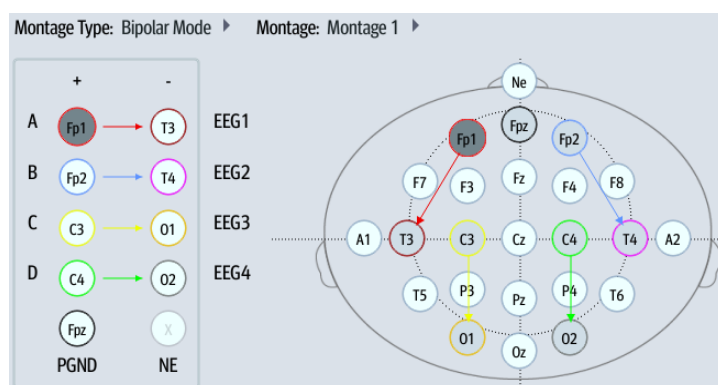 Montage Type: Bipolar Mode Montage: Montage 1
+ -
A Fp1 T3 EEG1
B Fp2 T4 EEG2
C C3 O1 EEG3
D C4 O2 EEG4
Fpz X
PGND NE
Ne
Fp1 Fpz Fp2
F7 F3 Fz F4 F8
A1 T3 C3 Cz C4 T4 A2
T5 P3 Pz P4 T6
O1 Oz O2